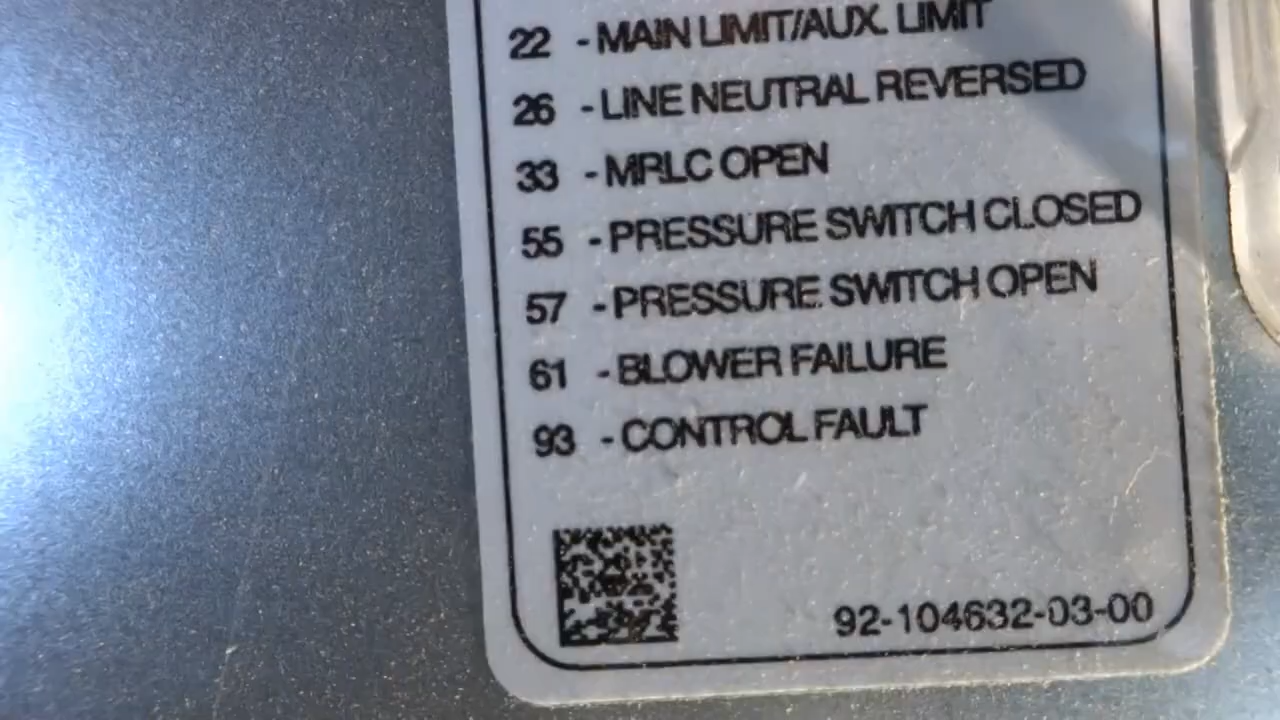 22 - MAIN LIMIT/AUX. LIMIT
26 - LINE NEUTRAL REVERSED
33 - MRLC OPEN
55 - PRESSURE SWITCH CLOSED
57 - PRESSURE SWITCH OPEN
61 - BLOWER FAILURE
93 - CONTROL FAULT
92-104632-03-00